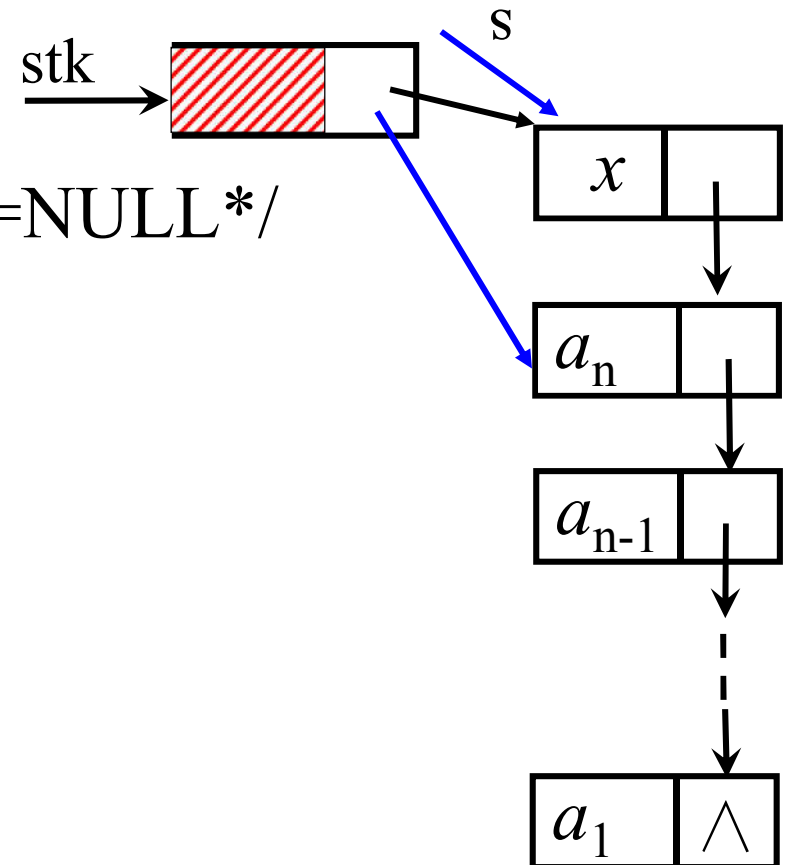 s
stk
x
=NULL*/
aₙ
aₙ₋₁
a₁ ∧